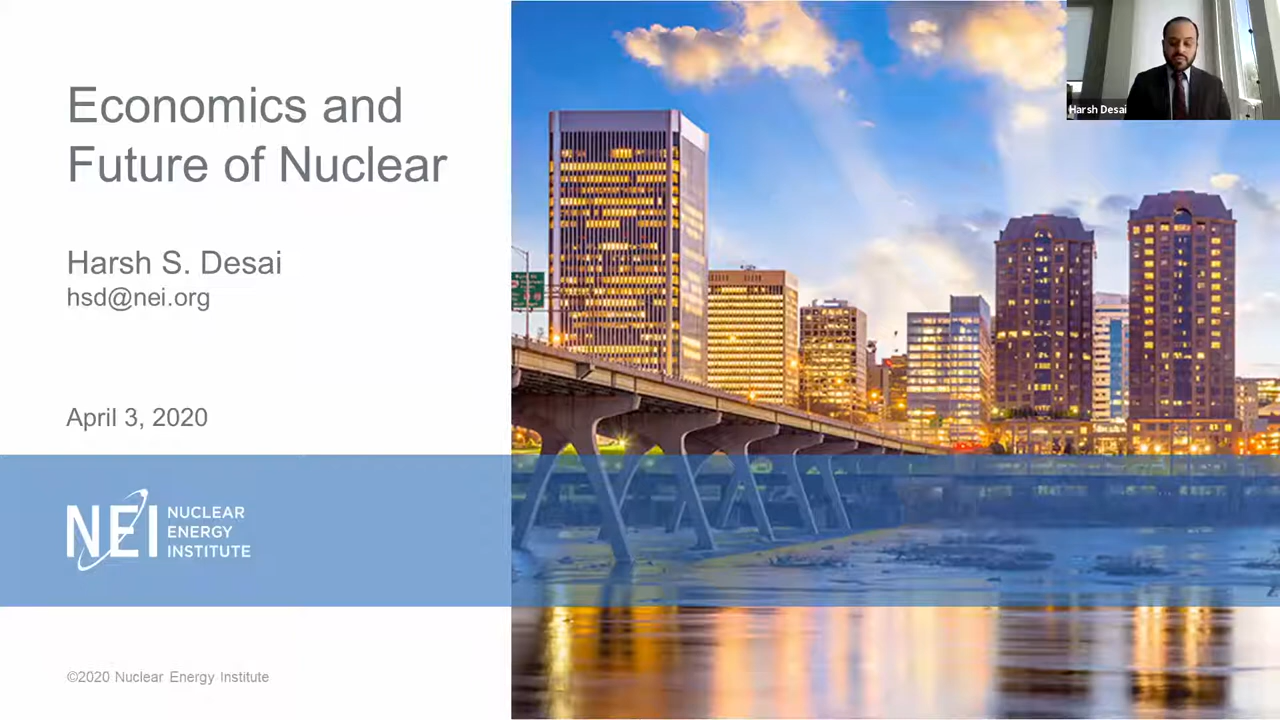 Economics and
Future of Nuclear
Harsh S. Desai
hsd@nei.org
April 3, 2020
NEI
NUCLEAR
ENERGY
INSTITUTE
©2020 Nuclear Energy Institute
Harsh Desai